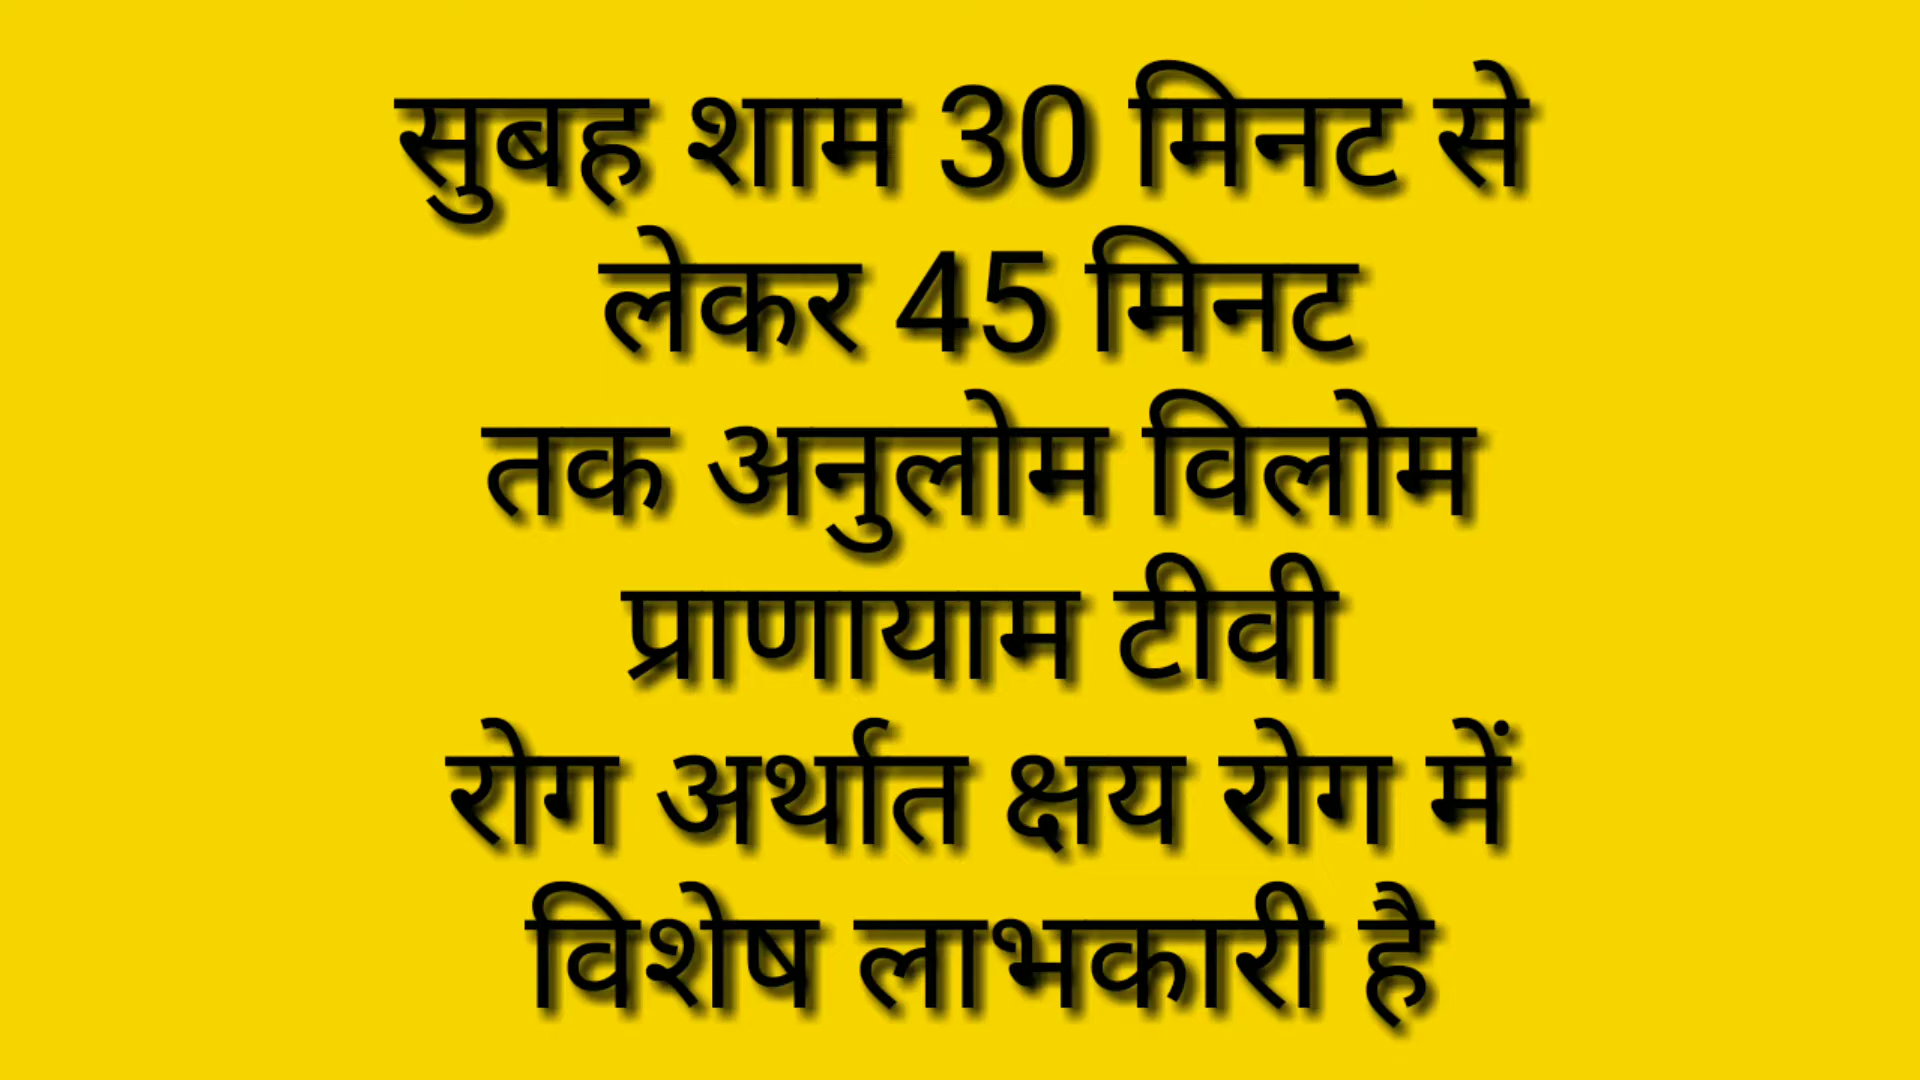 सुबह शाम 30 मिनट से
लेकर 45 मिनट
तक अनुलोम विलोम
प्राणायाम टीवी
रोग अर्थात क्षय रोग में
विशेष लाभकारी है